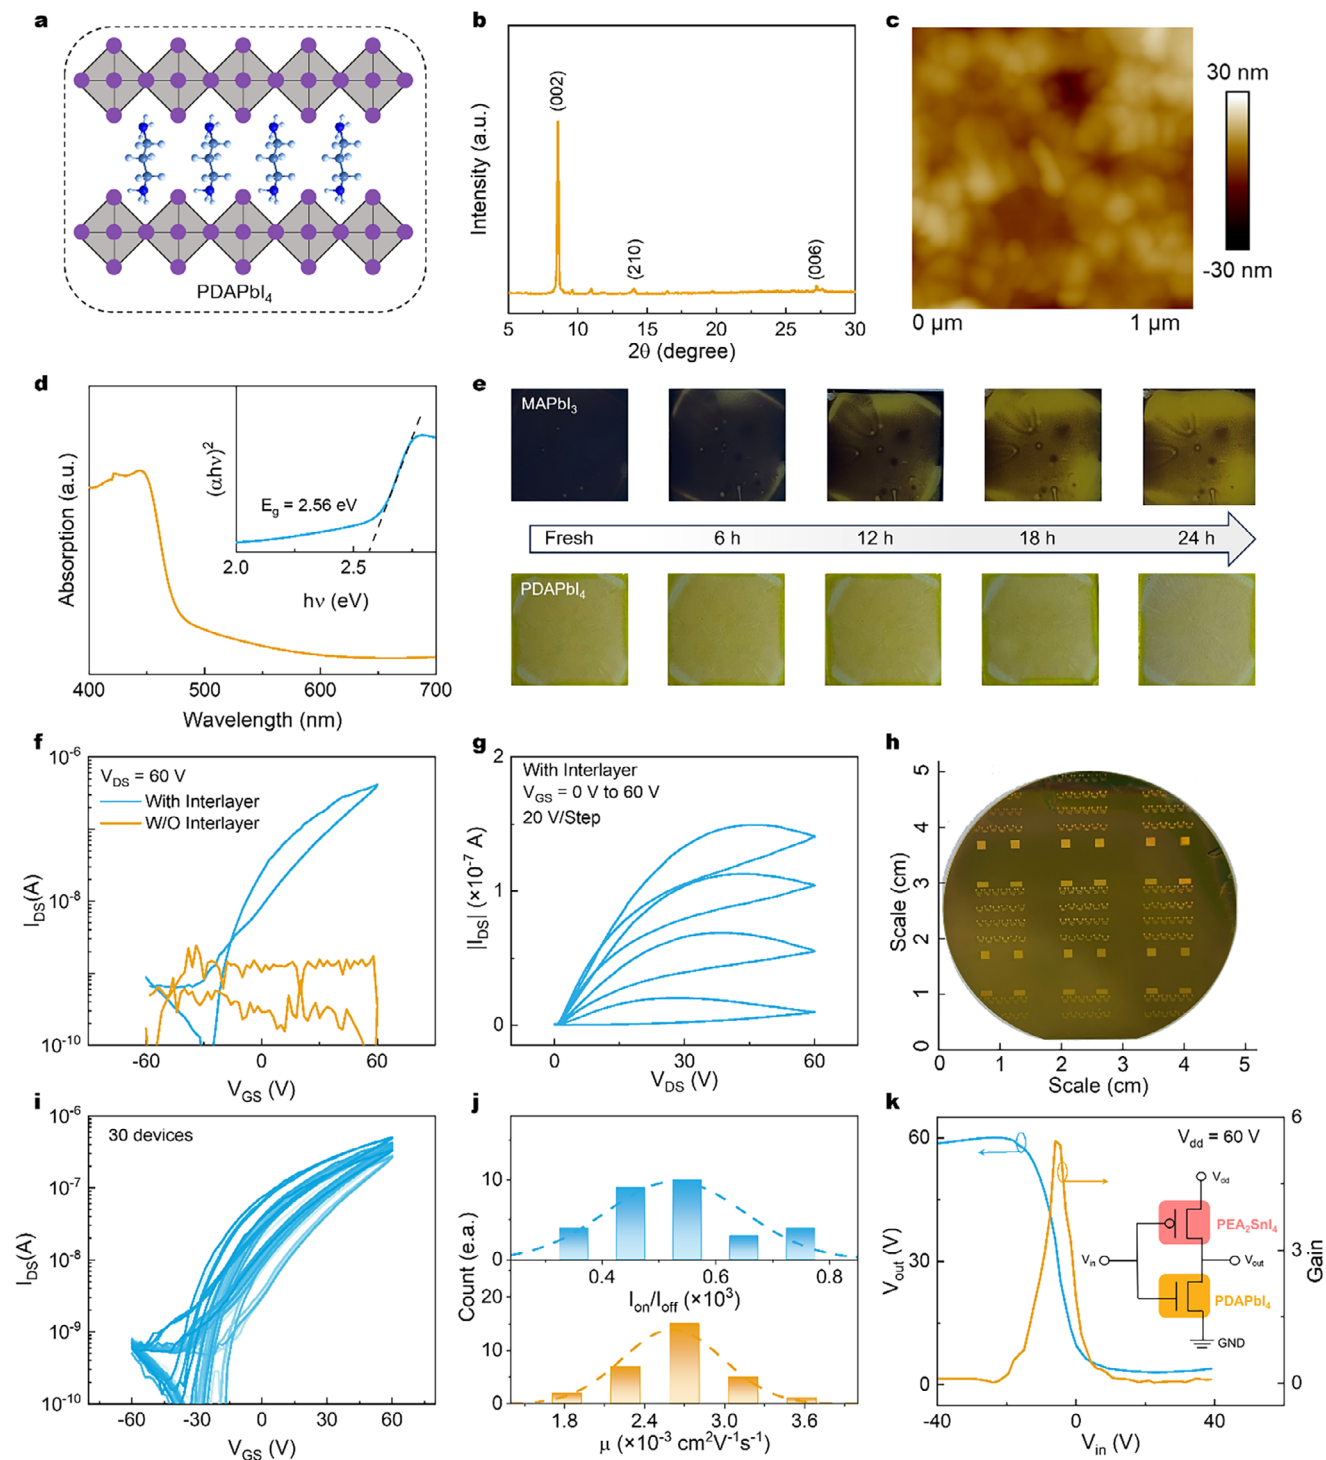 a
PDAPbI4
b
Intensity (a.u.)
(002)
(210)
(006)
5 10 15 20 25 30
2θ (degree)
c
30 nm
-30 nm
0 µm 1 µm
d
Absorption (a.u.)
(αhν)2
Eg = 2.56 eV
2.0 2.5
hν (eV)
400 500 600 700
Wavelength (nm)
e
MAPbI3
Fresh 6 h 12 h 18 h 24 h
PDAPbI4
f
IDS(A)
10-6
10-8
10-10
VDS = 60 V
With Interlayer
W/O Interlayer
-60 0 60
VGS (V)
g
|IDS| (×10-7 A)
2
1
0
With Interlayer
VGS = 0 V to 60 V
20 V/Step
0 30 60
VDS (V)
h
Scale (cm)
5
4
3
2
1
0
0 1 2 3 4 5
Scale (cm)
i
IDS(A)
10-6
10-7
10-8
10-9
10-10
30 devices
-60 -30 0 30 60
VGS (V)
j
Count (e.a.)
10
0
0.4 0.6 0.8
Ion/Ioff (×103)
20
10
0
1.8 2.4 3.0 3.6
µ (×10-3 cm2V-1s-1)
k
Vout (V)
60
30
0
Vdd = 60 V
Vdd
PEA2SnI4
Vin
Vout
PDAPbI4
GND
6
3
0
Gain
-40 0 40
Vin (V)